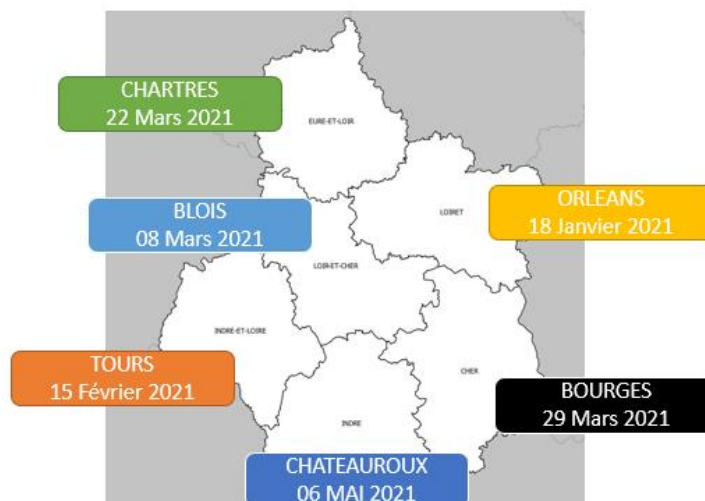 CHARTRES
22 Mars 2021
EURE-ET-LOIR
BLOIS
08 Mars 2021
LOIRET
ORLEANS
18 Janvier 2021
LOIR-ET-CHER
INDRE-ET-LOIRE
TOURS
15 Février 2021
CHER
BOURGES
29 Mars 2021
INDRE
CHATEAUROUX
06 MAI 2021